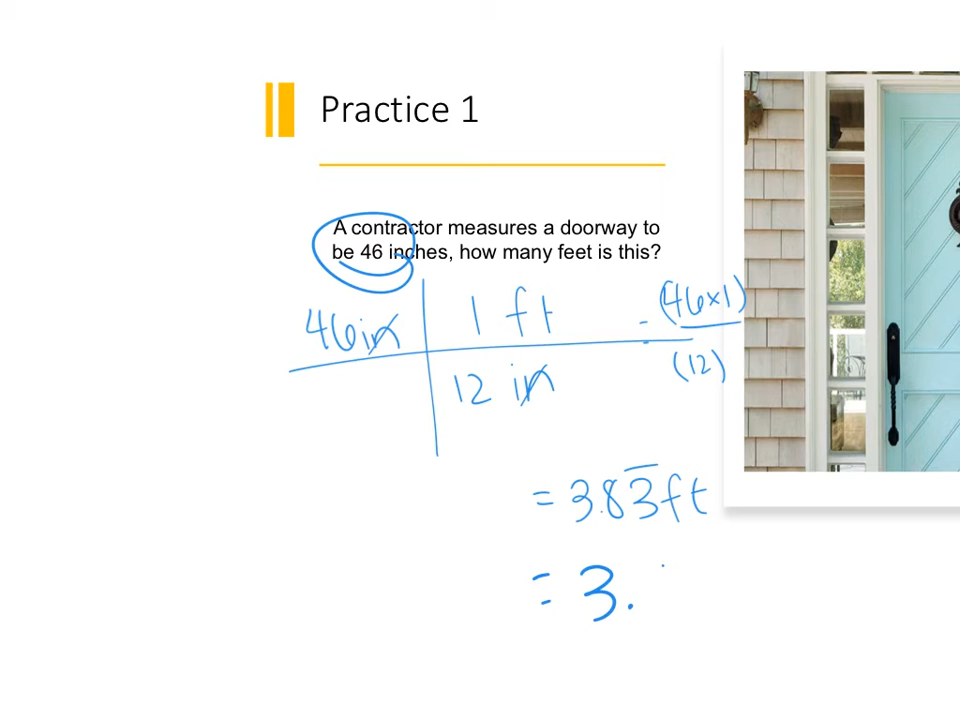 Practice 1
A contractor measures a doorway to
be 46 inches, how many feet is this?
46in | 1 ft = (46×1)
12 in (12)
= 3.83̅ ft
= 3.